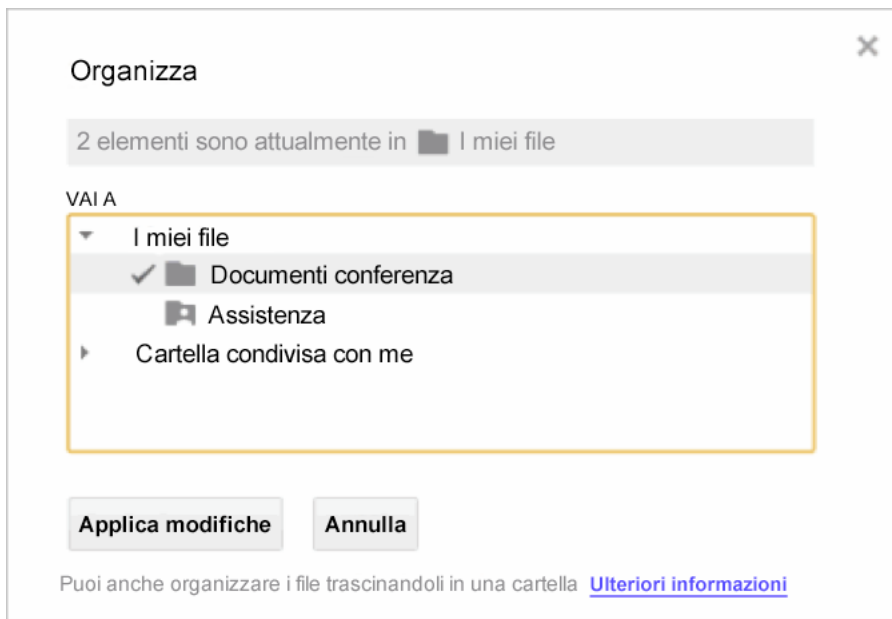 Organizza
2 elementi sono attualmente in I miei file
VAI A
I miei file
Documenti conferenza
Assistenza
Cartella condivisa con me
Applica modifiche Annulla
Puoi anche organizzare i file trascinandoli in una cartella Ulteriori informazioni